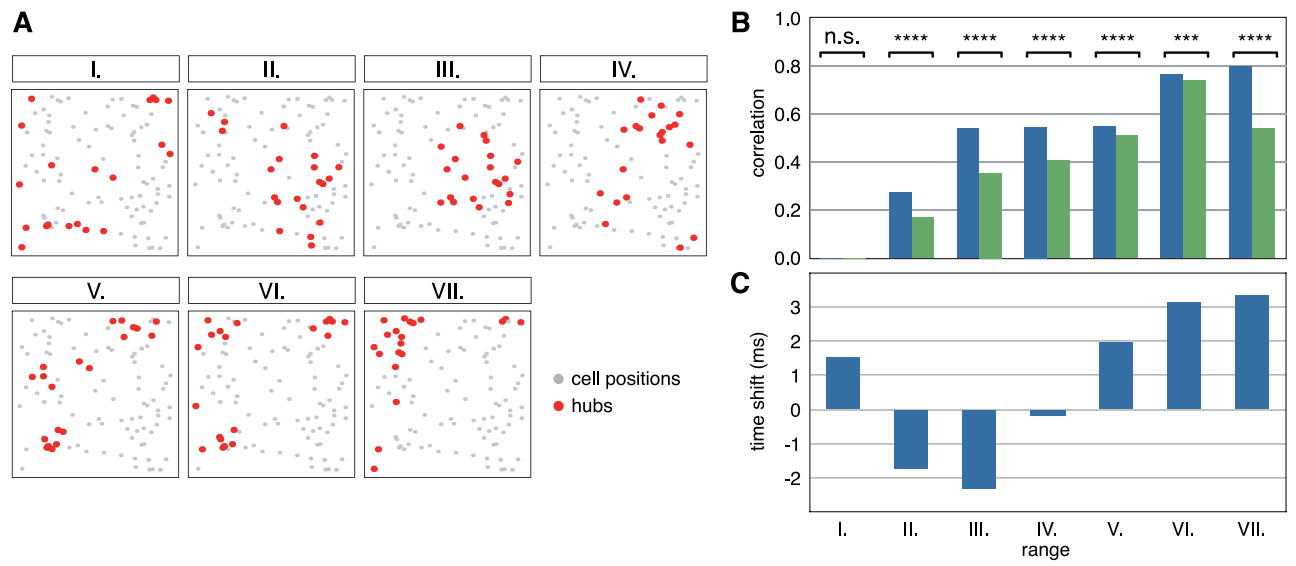 A
I.
II.
III.
IV.
V.
VI.
VII.
cell positions
hubs
B
1.0
0.8
0.6
0.4
0.2
0.0
correlation
n.s.
****
****
****
****
***
****
C
3
2
1
0
-1
-2
time shift (ms)
I.
II.
III.
IV.
V.
VI.
VII.
range